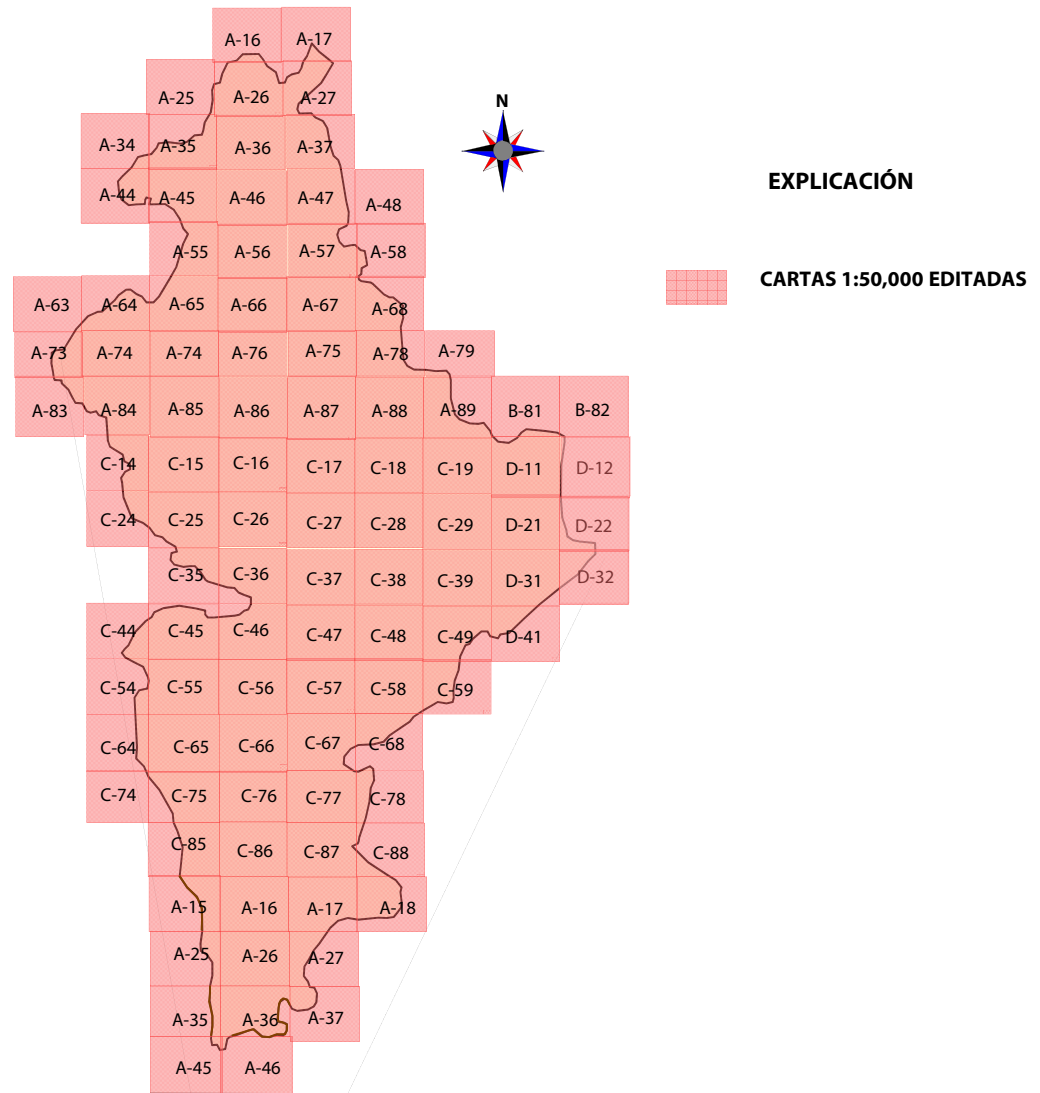 A-16 A-17
N
A-25 A-26 A-27
A-34 A-35 A-36 A-37
EXPLICACIÓN
A-44 A-45 A-46 A-47 A-48
A-55 A-56 A-57 A-58
CARTAS 1:50,000 EDITADAS
A-63 A-64 A-65 A-66 A-67 A-68
A-73 A-74 A-74 A-76 A-75 A-78 A-79
A-83 A-84 A-85 A-86 A-87 A-88 A-89 B-81 B-82
C-14 C-15 C-16 C-17 C-18 C-19 D-11 D-12
C-24 C-25 C-26 C-27 C-28 C-29 D-21 D-22
C-35 C-36 C-37 C-38 C-39 D-31 D-32
C-44 C-45 C-46 C-47 C-48 C-49 D-41
C-54 C-55 C-56 C-57 C-58 C-59
C-64 C-65 C-66 C-67 C-68
C-74 C-75 C-76 C-77 C-78
C-85 C-86 C-87 C-88
A-15 A-16 A-17 A-18
A-25 A-26 A-27
A-35 A-36 A-37
A-45 A-46